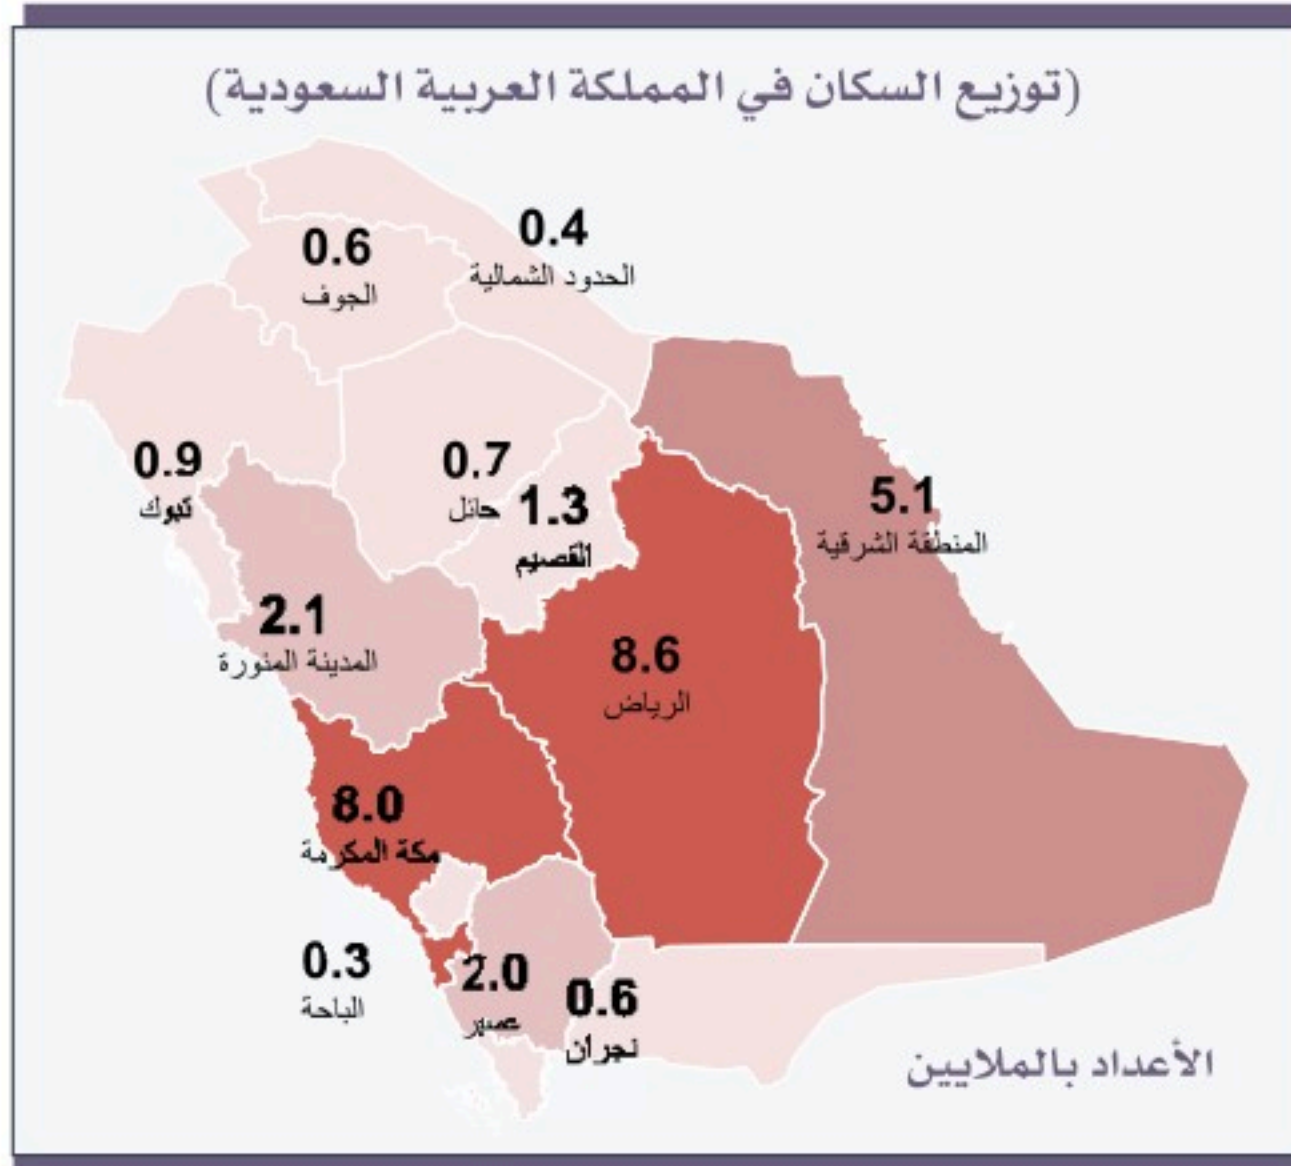 (توزيع السكان في المملكة العربية السعودية)
0.4
الحدود الشمالية
0.6
الجوف
0.9
تبوك
0.7
حائل
1.3
القصيم
5.1
المنطقة الشرقية
2.1
المدينة المنورة
8.6
الرياض
8.0
مكة المكرمة
0.3
الباحة
2.0
عسير
0.6
نجران
الأعداد بالملايين